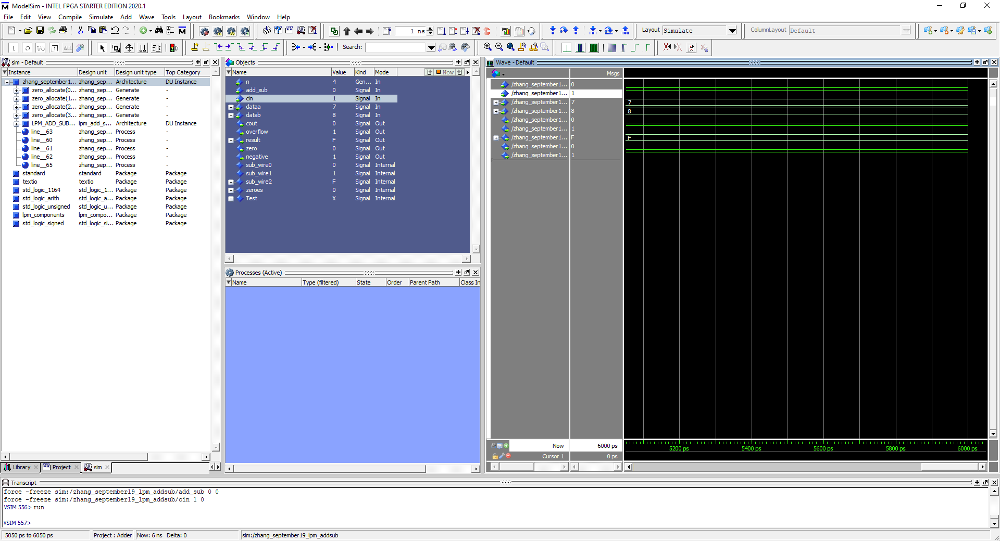 ModelSim - INTEL FPGA STARTER EDITION 2020.1
File Edit View Compile Simulate Add Wave Tools Layout Bookmarks Window Help
1 ns
Layout Simulate
ColumnLayout Default
Search:
sim - Default
Instance Design unit Design unit type Top Category
zhang_september1... zhang_sep... Architecture DU Instance
zero_allocate(0... zhang_sep... Generate -
zero_allocate(1... zhang_sep... Generate -
zero_allocate(2... zhang_sep... Generate -
zero_allocate(3... zhang_sep... Generate -
LPM_ADD_SUB... lpm_add_s... Architecture DU Instance
line__63 zhang_sep... Process -
line__60 zhang_sep... Process -
line__61 zhang_sep... Process -
line__62 zhang_sep... Process -
line__65 zhang_sep... Process -
standard standard Package Package
textio textio Package Package
std_logic_1164 std_logic_1... Package Package
std_logic_arith std_logic_a... Package Package
std_logic_unsigned std_logic_u... Package Package
lpm_components lpm_compo... Package Package
std_logic_signed std_logic_si... Package Package
Library Project sim
Objects
Name Value Kind Mode Now
n 4 Gen... In
add_sub 0 Signal In
cin 1 Signal In
dataa 7 Signal In
datab 8 Signal In
cout 0 Signal Out
overflow 1 Signal Out
result F Signal Out
zero 0 Signal Out
negative 1 Signal Out
sub_wire0 0 Signal Internal
sub_wire1 1 Signal Internal
sub_wire2 F Signal Internal
zeroes 0 Signal Internal
Test X Signal Internal
Processes (Active)
Name Type (filtered) State Order Parent Path Class In
Wave - Default
Msgs
/zhang_september1... 0
/zhang_september1... 1
/zhang_september1... 7 7
/zhang_september1... 8 8
/zhang_september1... 0
/zhang_september1... 1
/zhang_september1... F F
/zhang_september1... 0
/zhang_september1... 1
Now 6000 ps 5200 ps 5400 ps 5600 ps 5800 ps 6000 ps
Cursor 1 0 ps
Transcript
force -freeze sim:/zhang_september19_lpm_addsub/add_sub 0 0
force -freeze sim:/zhang_september19_lpm_addsub/cin 1 0
VSIM 556> run
VSIM 557>
5050 ps to 6050 ps Project : Adder Now: 6 ns Delta: 0 sim:/zhang_september19_lpm_addsub